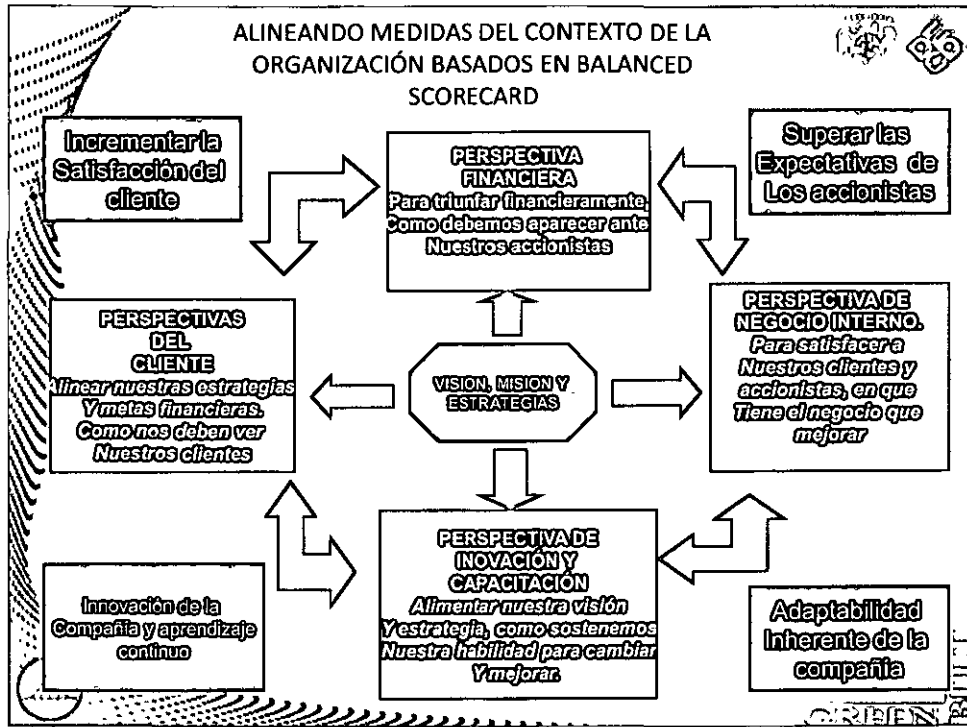 ALINEANDO MEDIDAS DEL CONTEXTO DE LA
ORGANIZACIÓN BASADOS EN BALANCED
SCORECARD
Incrementar la
Satisfacción del
cliente
PERSPECTIVA
FINANCIERA
Para triunfar financieramente,
Como debemos aparecer ante
Nuestros accionistas
Superar las
Expectativas de
Los accionistas
PERSPECTIVAS
DEL
CLIENTE
Alinear nuestras estrategias
Y metas financieras.
Como nos deben ver
Nuestros clientes
VISION, MISION Y
ESTRATEGIAS
PERSPECTIVA DE
NEGOCIO INTERNO.
Para satisfacer a
Nuestros clientes y
accionistas, en que
Tiene el negocio que
mejorar
Innovación de la
Compañía y aprendizaje
continuo
PERSPECTIVA DE
INOVACIÓN Y
CAPACITACIÓN
Alimentar nuestra visión
Y estrategia, como sostenemos
Nuestra habilidad para cambiar
Y mejorar.
Adaptabilidad
Inherente de la
compañía
GREEN